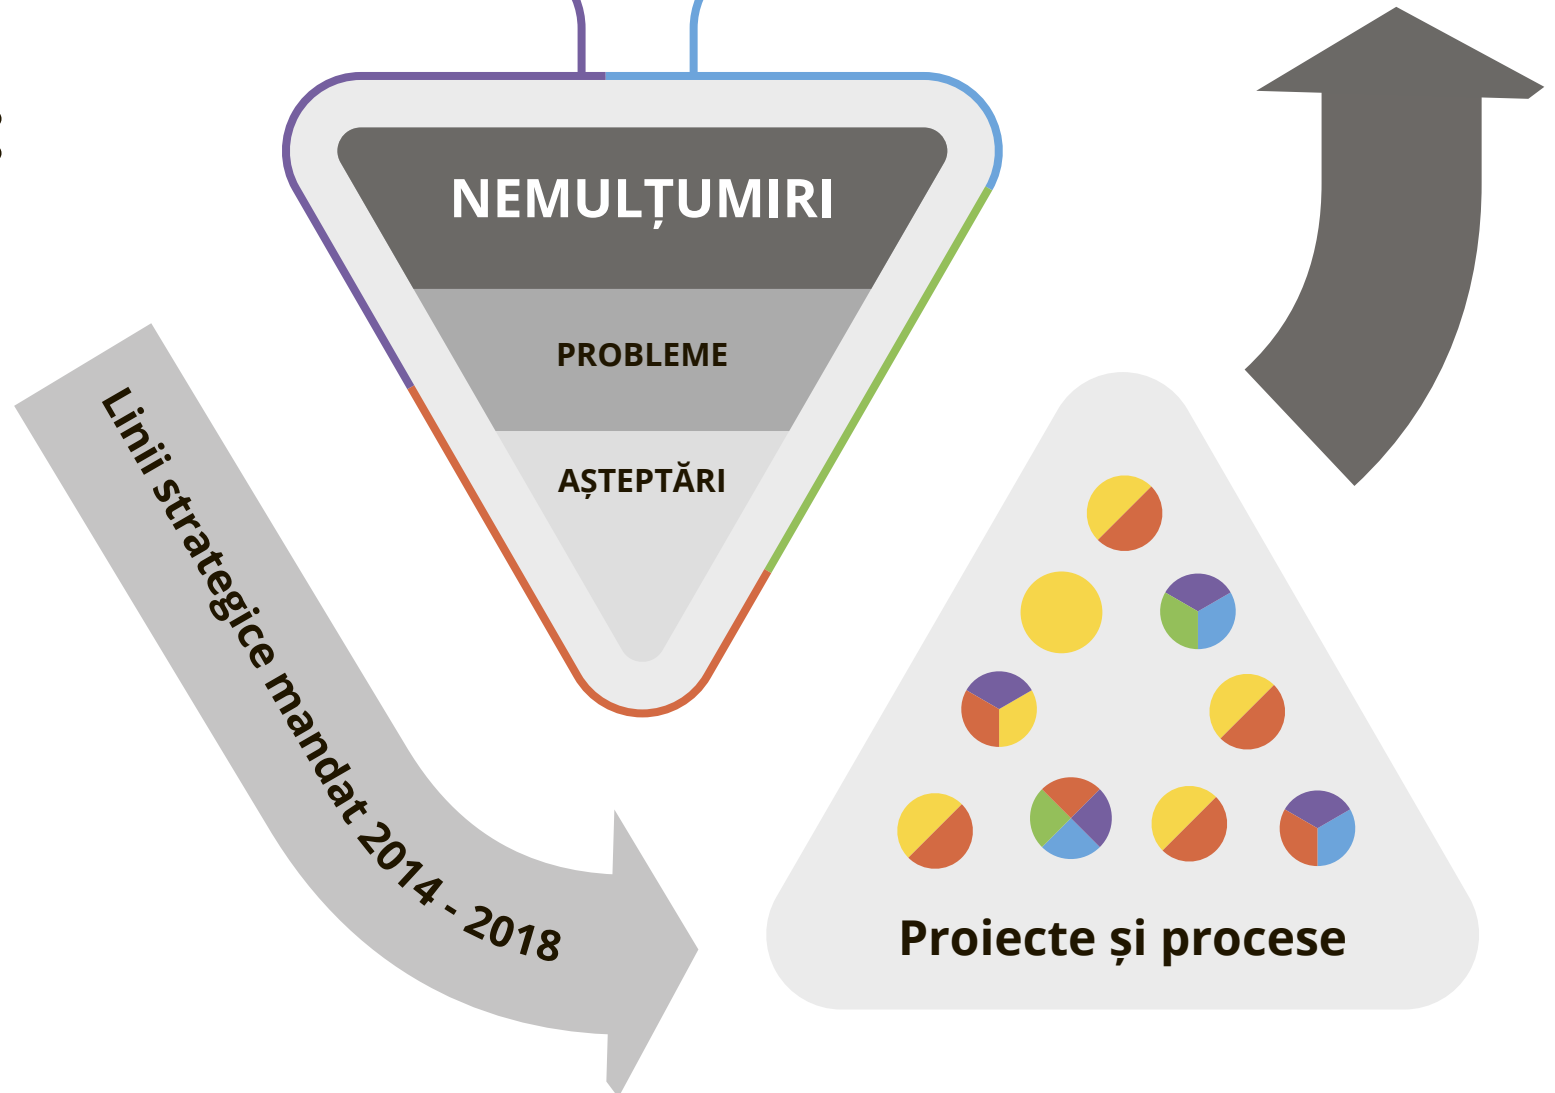 NEMULȚUMIRI
PROBLEME
AȘTEPTĂRI
Linii strategice mandat 2014 - 2018
Proiecte și procese